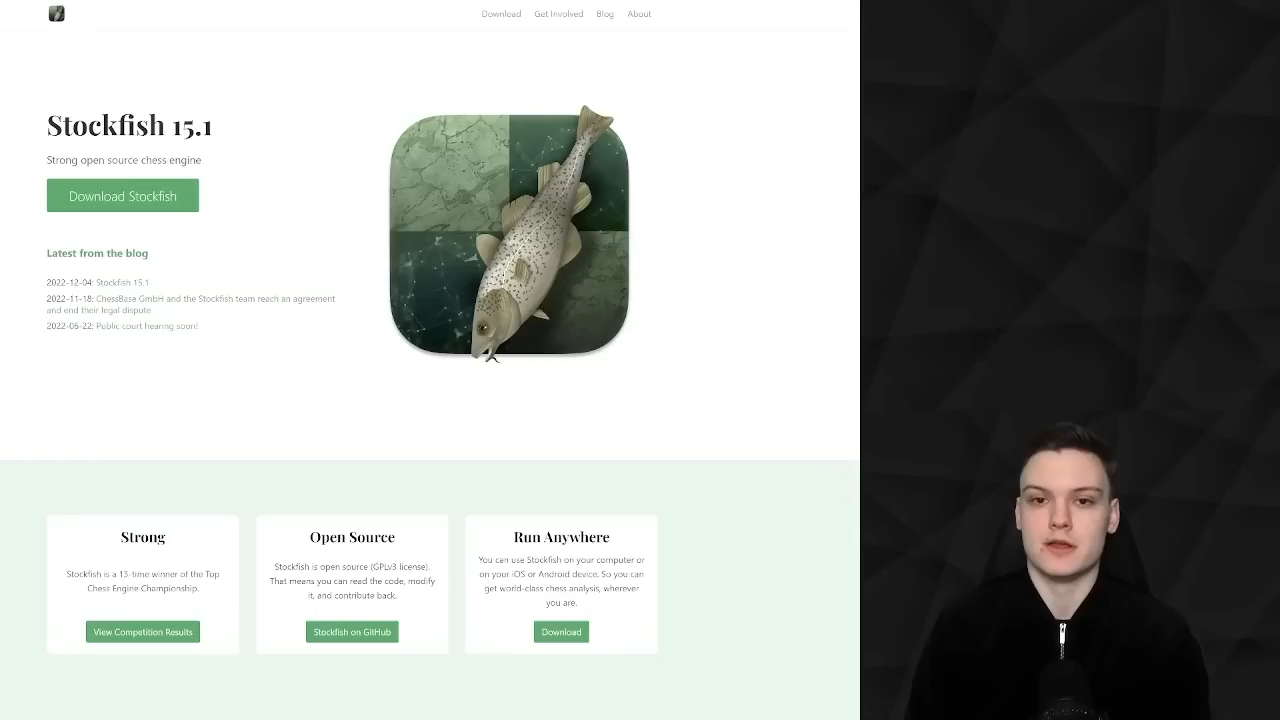 Download Get Involved Blog About
Stockfish 15.1
Strong open source chess engine
Download Stockfish
Latest from the blog
2022-12-04: Stockfish 15.1
2022-11-18: ChessBase GmbH and the Stockfish team reach an agreement
and end their legal dispute
2022-06-22: Public court hearing soon!
Strong
Stockfish is a 13-time winner of the Top
Chess Engine Championship.
View Competition Results
Open Source
Stockfish is open source (GPLv3 license).
That means you can read the code, modify
it, and contribute back.
Stockfish on GitHub
Run Anywhere
You can use Stockfish on your computer or
on your iOS or Android device. So you can
get world-class chess analysis, wherever
you are.
Download